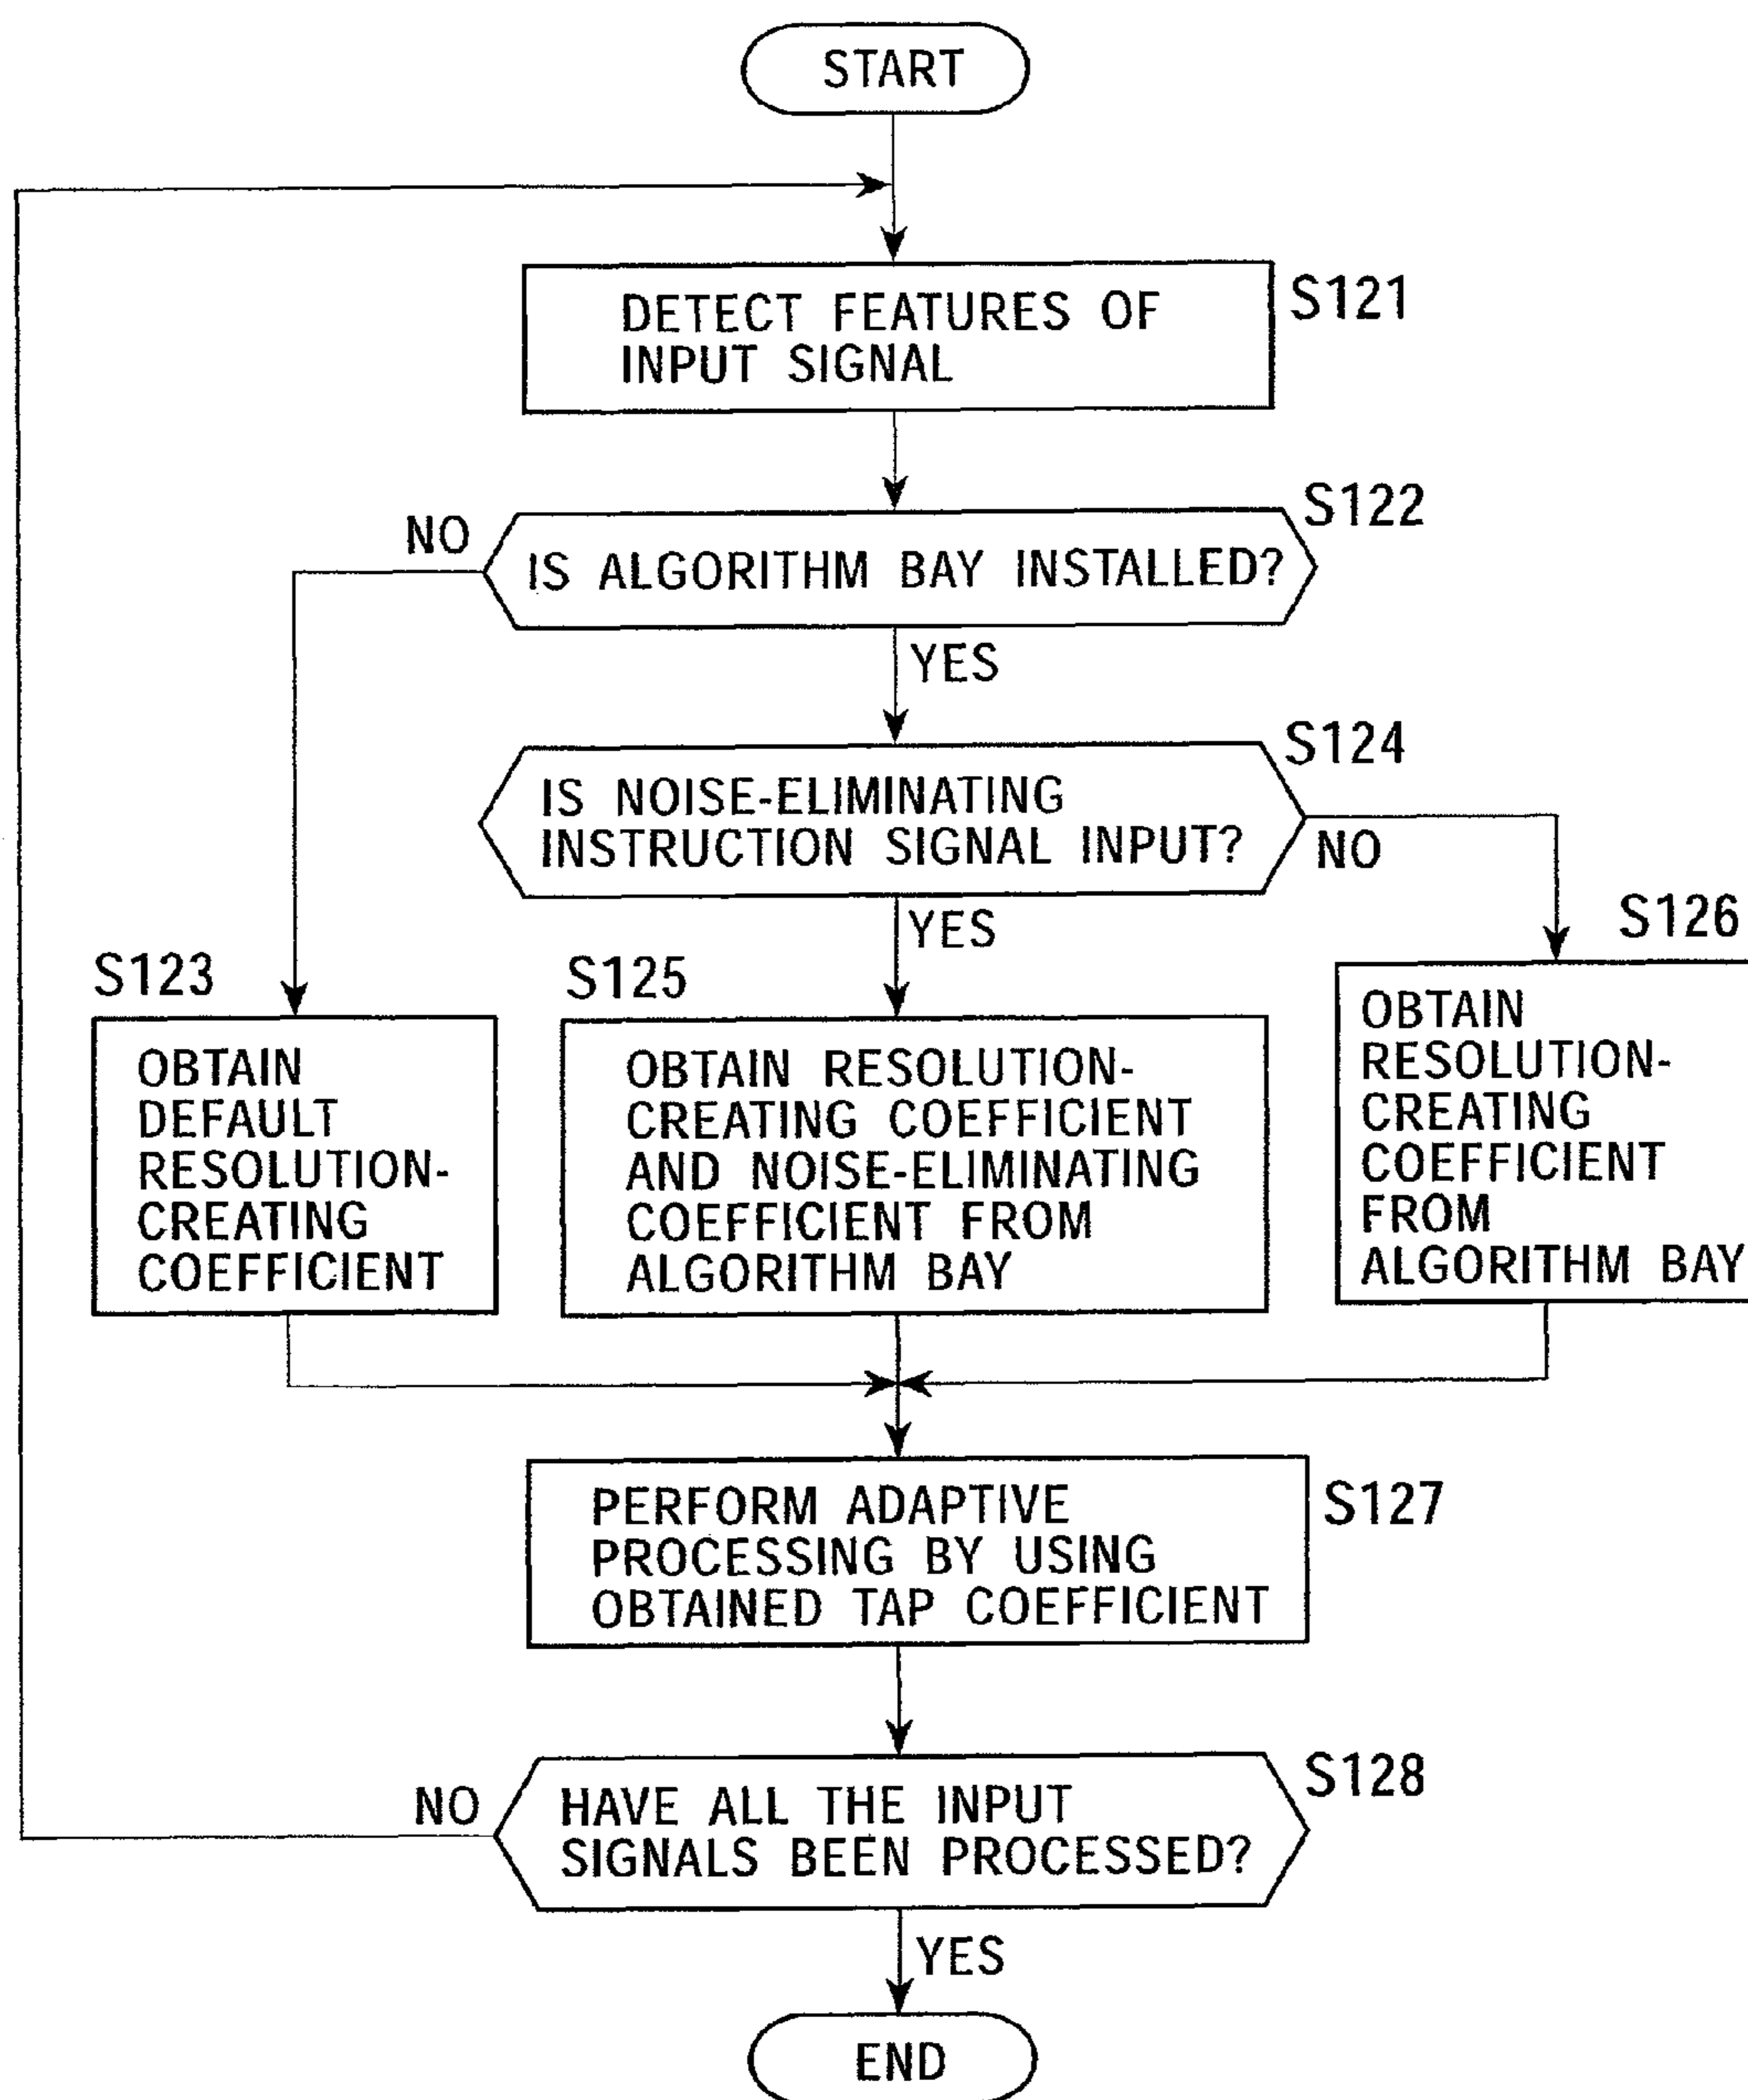 START
DETECT FEATURES OF
INPUT SIGNAL
S121
S122
NO
IS ALGORITHM BAY INSTALLED?
YES
S124
IS NOISE-ELIMINATING
INSTRUCTION SIGNAL INPUT?
NO
YES
S123
OBTAIN
DEFAULT
RESOLUTION-
CREATING
COEFFICIENT
S125
OBTAIN RESOLUTION-
CREATING COEFFICIENT
AND NOISE-ELIMINATING
COEFFICIENT FROM
ALGORITHM BAY
S126
OBTAIN
RESOLUTION-
CREATING
COEFFICIENT
FROM
ALGORITHM BAY
PERFORM ADAPTIVE
PROCESSING BY USING
OBTAINED TAP COEFFICIENT
S127
S128
NO
HAVE ALL THE INPUT
SIGNALS BEEN PROCESSED?
YES
END